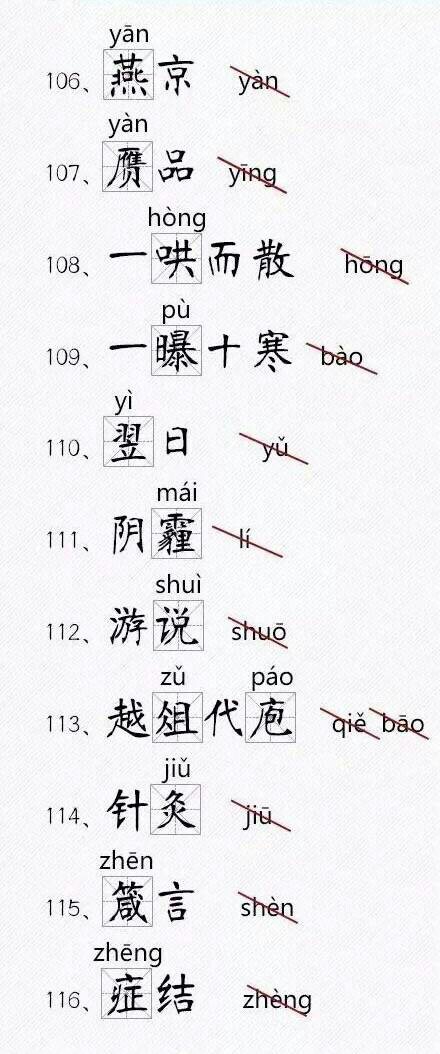 yān
106、燕京 yàn
yàn
107、赝品 yīng
hòng
108、一哄而散 hōng
pù
109、一曝十寒 bào
yì
110、翌日 yǔ
mái
111、阴霾 lí
shuì
112、游说 shuō
zǔ páo
113、越俎代庖 qiě bāo
jiǔ
114、针灸 jiū
zhēn
115、箴言 shèn
zhēng
116、症结 zhèng